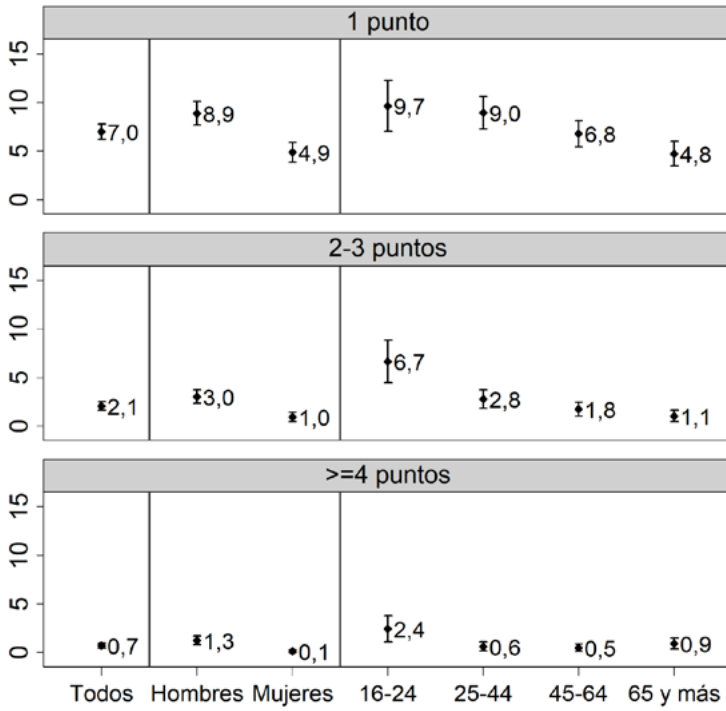 1 punto
15
10
5
0
7,0 8,9 4,9 9,7 9,0 6,8 4,8
2-3 puntos
15
10
5
0
2,1 3,0 1,0 6,7 2,8 1,8 1,1
>=4 puntos
15
10
5
0
0,7 1,3 0,1 2,4 0,6 0,5 0,9
Todos Hombres Mujeres 16-24 25-44 45-64 65 y más